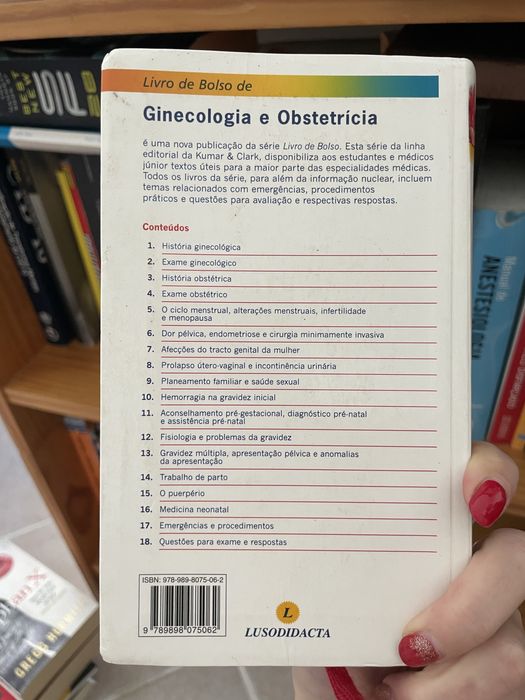 Livro de Bolso de
Ginecologia e Obstetrícia
é uma nova publicação da série Livro de Bolso. Esta série da linha
editorial da Kumar & Clark, disponibiliza aos estudantes e médicos
júnior textos úteis para a maior parte das especialidades médicas.
Todos os livros da série, para além da informação nuclear, incluem
temas relacionados com emergências, procedimentos
práticos e questões para avaliação e respectivas respostas.
Conteúdos
1. História ginecológica
2. Exame ginecológico
3. História obstétrica
4. Exame obstétrico
5. O ciclo menstrual, alterações menstruais, infertilidade
e menopausa
6. Dor pélvica, endometriose e cirurgia minimamente invasiva
7. Afecções do tracto genital da mulher
8. Prolapso útero-vaginal e incontinência urinária
9. Planeamento familiar e saúde sexual
10. Hemorragia na gravidez inicial
11. Aconselhamento pré-gestacional, diagnóstico pré-natal
e assistência pré-natal
12. Fisiologia e problemas da gravidez
13. Gravidez múltipla, apresentação pélvica e anomalias
da apresentação
14. Trabalho de parto
15. O puerpério
16. Medicina neonatal
17. Emergências e procedimentos
18. Questões para exame e respostas
ISBN: 978-989-8075-06-2
9 789898 075062
L
LUSODIDACTA
BEST
NEW
Manual de
ANESTESIOLOGIA